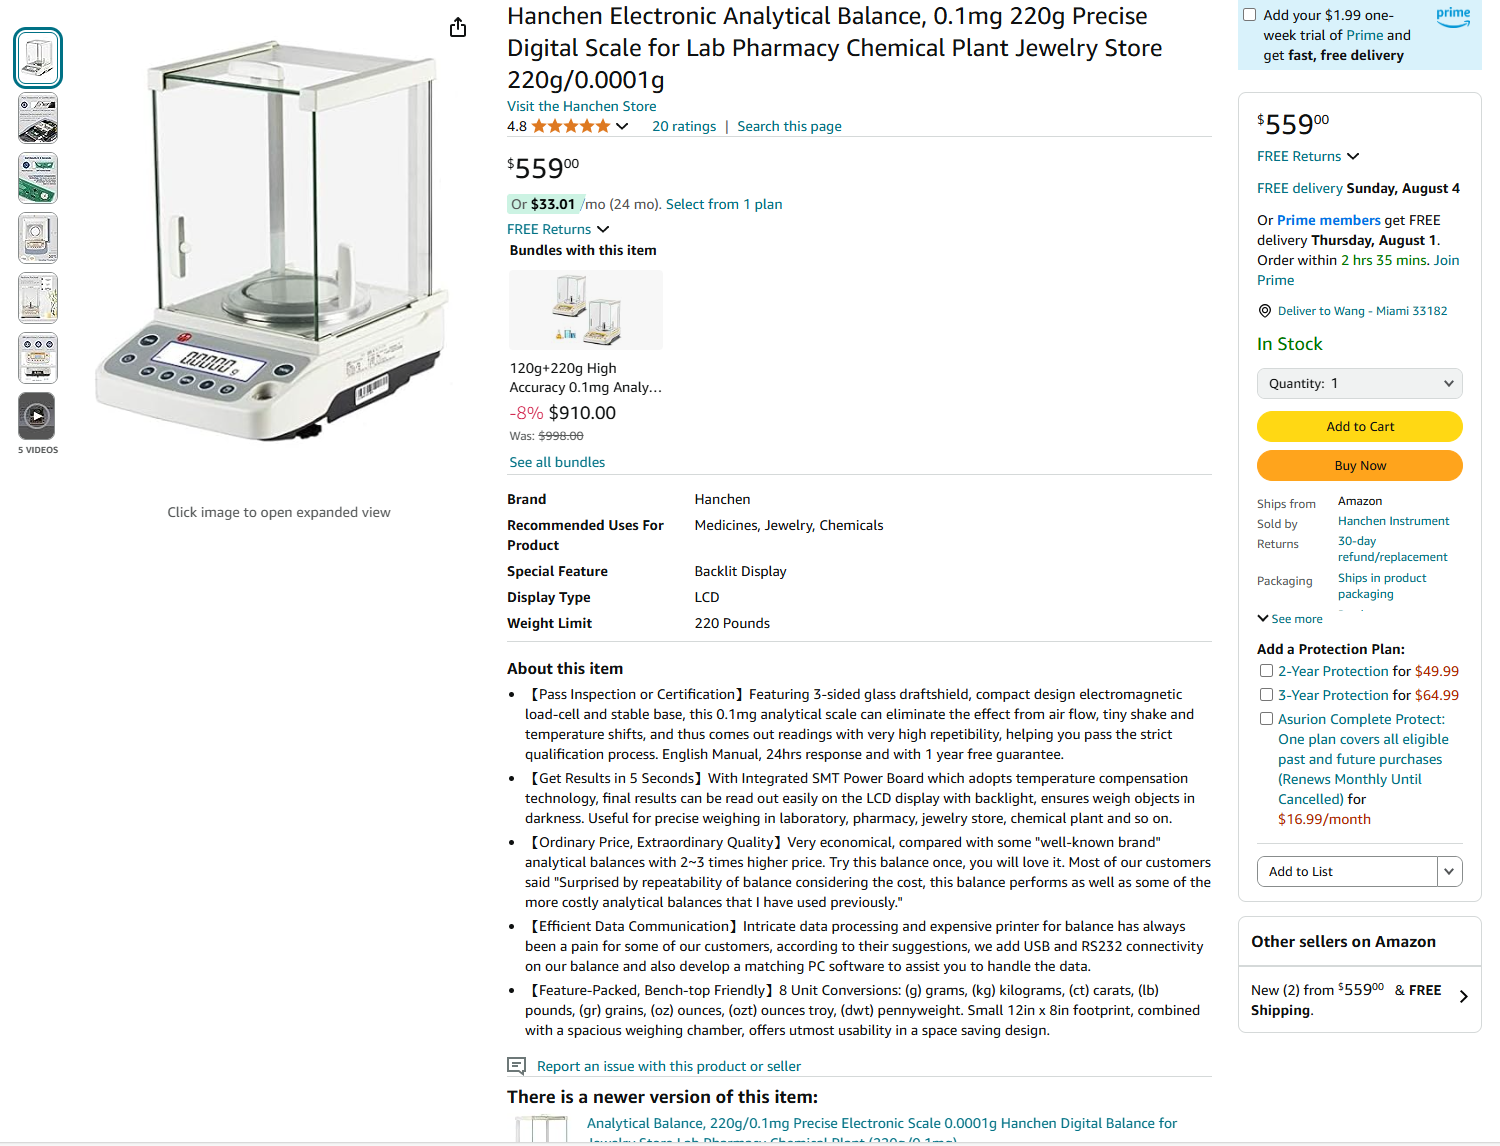 Hanchen Electronic Analytical Balance, 0.1mg 220g Precise
Digital Scale for Lab Pharmacy Chemical Plant Jewelry Store
220g/0.0001g
Visit the Hanchen Store
4.8
20 ratings | Search this page
$559 00
Or $33.01 /mo (24 mo). Select from 1 plan
FREE Returns
Bundles with this item
120g+220g High
Accuracy 0.1mg Analy...
-8% $910.00
Was: $998.00
See all bundles
0.0000 g
5 VIDEOS
Click image to open expanded view
Brand Hanchen
Recommended Uses For Product Medicines, Jewelry, Chemicals
Special Feature Backlit Display
Display Type LCD
Weight Limit 220 Pounds
About this item
• 【Pass Inspection or Certification】Featuring 3-sided glass draftshield, compact design electromagnetic
load-cell and stable base, this 0.1mg analytical scale can eliminate the effect from air flow, tiny shake and
temperature shifts, and thus comes out readings with very high repetibility, helping you pass the strict
qualification process. English Manual, 24hrs response and with 1 year free guarantee.
• 【Get Results in 5 Seconds】With Integrated SMT Power Board which adopts temperature compensation
technology, final results can be read out easily on the LCD display with backlight, ensures weigh objects in
darkness. Useful for precise weighing in laboratory, pharmacy, jewelry store, chemical plant and so on.
• 【Ordinary Price, Extraordinary Quality】Very economical, compared with some "well-known brand"
analytical balances with 2~3 times higher price. Try this balance once, you will love it. Most of our customers
said "Surprised by repeatability of balance considering the cost, this balance performs as well as some of the
more costly analytical balances that I have used previously."
• 【Efficient Data Communication】Intricate data processing and expensive printer for balance has always
been a pain for some of our customers, according to their suggestions, we add USB and RS232 connectivity
on our balance and also develop a matching PC software to assist you to handle the data.
• 【Feature-Packed, Bench-top Friendly】8 Unit Conversions: (g) grams, (kg) kilograms, (ct) carats, (lb)
pounds, (gr) grains, (oz) ounces, (ozt) ounces troy, (dwt) pennyweight. Small 12in x 8in footprint, combined
with a spacious weighing chamber, offers utmost usability in a space saving design.
Report an issue with this product or seller
There is a newer version of this item:
Analytical Balance, 220g/0.1mg Precise Electronic Scale 0.0001g Hanchen Digital Balance for
Jewelry Store Lab Pharmacy Chemical Plant (220g/0.1mg)
Add your $1.99 one-
week trial of Prime and
get fast, free delivery
prime
$559 00
FREE Returns
FREE delivery Sunday, August 4
Or Prime members get FREE
delivery Thursday, August 1.
Order within 2 hrs 35 mins. Join
Prime
Deliver to Wang - Miami 33182
In Stock
Quantity: 1
Add to Cart
Buy Now
Ships from Amazon
Sold by Hanchen Instrument
Returns 30-day
refund/replacement
Packaging Ships in product
packaging
See more
Add a Protection Plan:
2-Year Protection for $49.99
3-Year Protection for $64.99
Asurion Complete Protect:
One plan covers all eligible
past and future purchases
(Renews Monthly Until
Cancelled) for
$16.99/month
Add to List
Other sellers on Amazon
New (2) from $559 00 & FREE
Shipping.